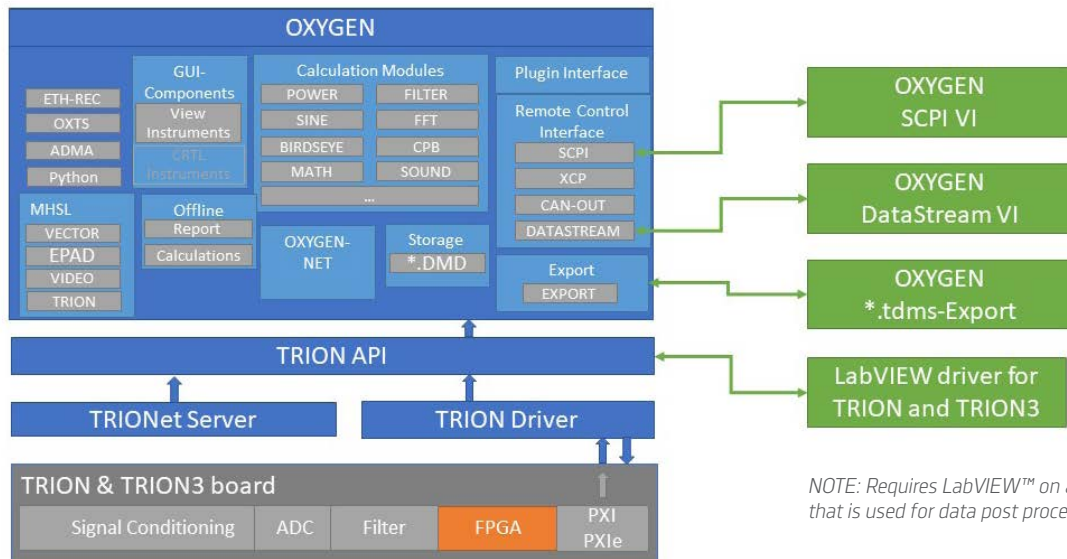 OXYGEN
ETH-REC
OXTS
ADMA
Python
GUI-
Components
View
Instruments
CRTL
Instruments
Calculation Modules
POWER
FILTER
SINE
FFT
BIRDSEYE
CPB
MATH
SOUND
...
Plugin Interface
Remote Control
Interface
SCPI
XCP
CAN-OUT
DATASTREAM
MHSL
VECTOR
EPAD
VIDEO
TRION
Offline
Report
Calculations
OXYGEN-
NET
Storage
*.DMD
Export
EXPORT
TRION API
TRIONet Server
TRION Driver
TRION & TRION3 board
Signal Conditioning
ADC
Filter
FPGA
PXI
PXIe
OXYGEN
SCPI VI
OXYGEN
DataStream VI
OXYGEN
*.tdms-Export
LabVIEW driver for
TRION and TRION3
NOTE: Requires LabVIEW™ on a
that is used for data post proce